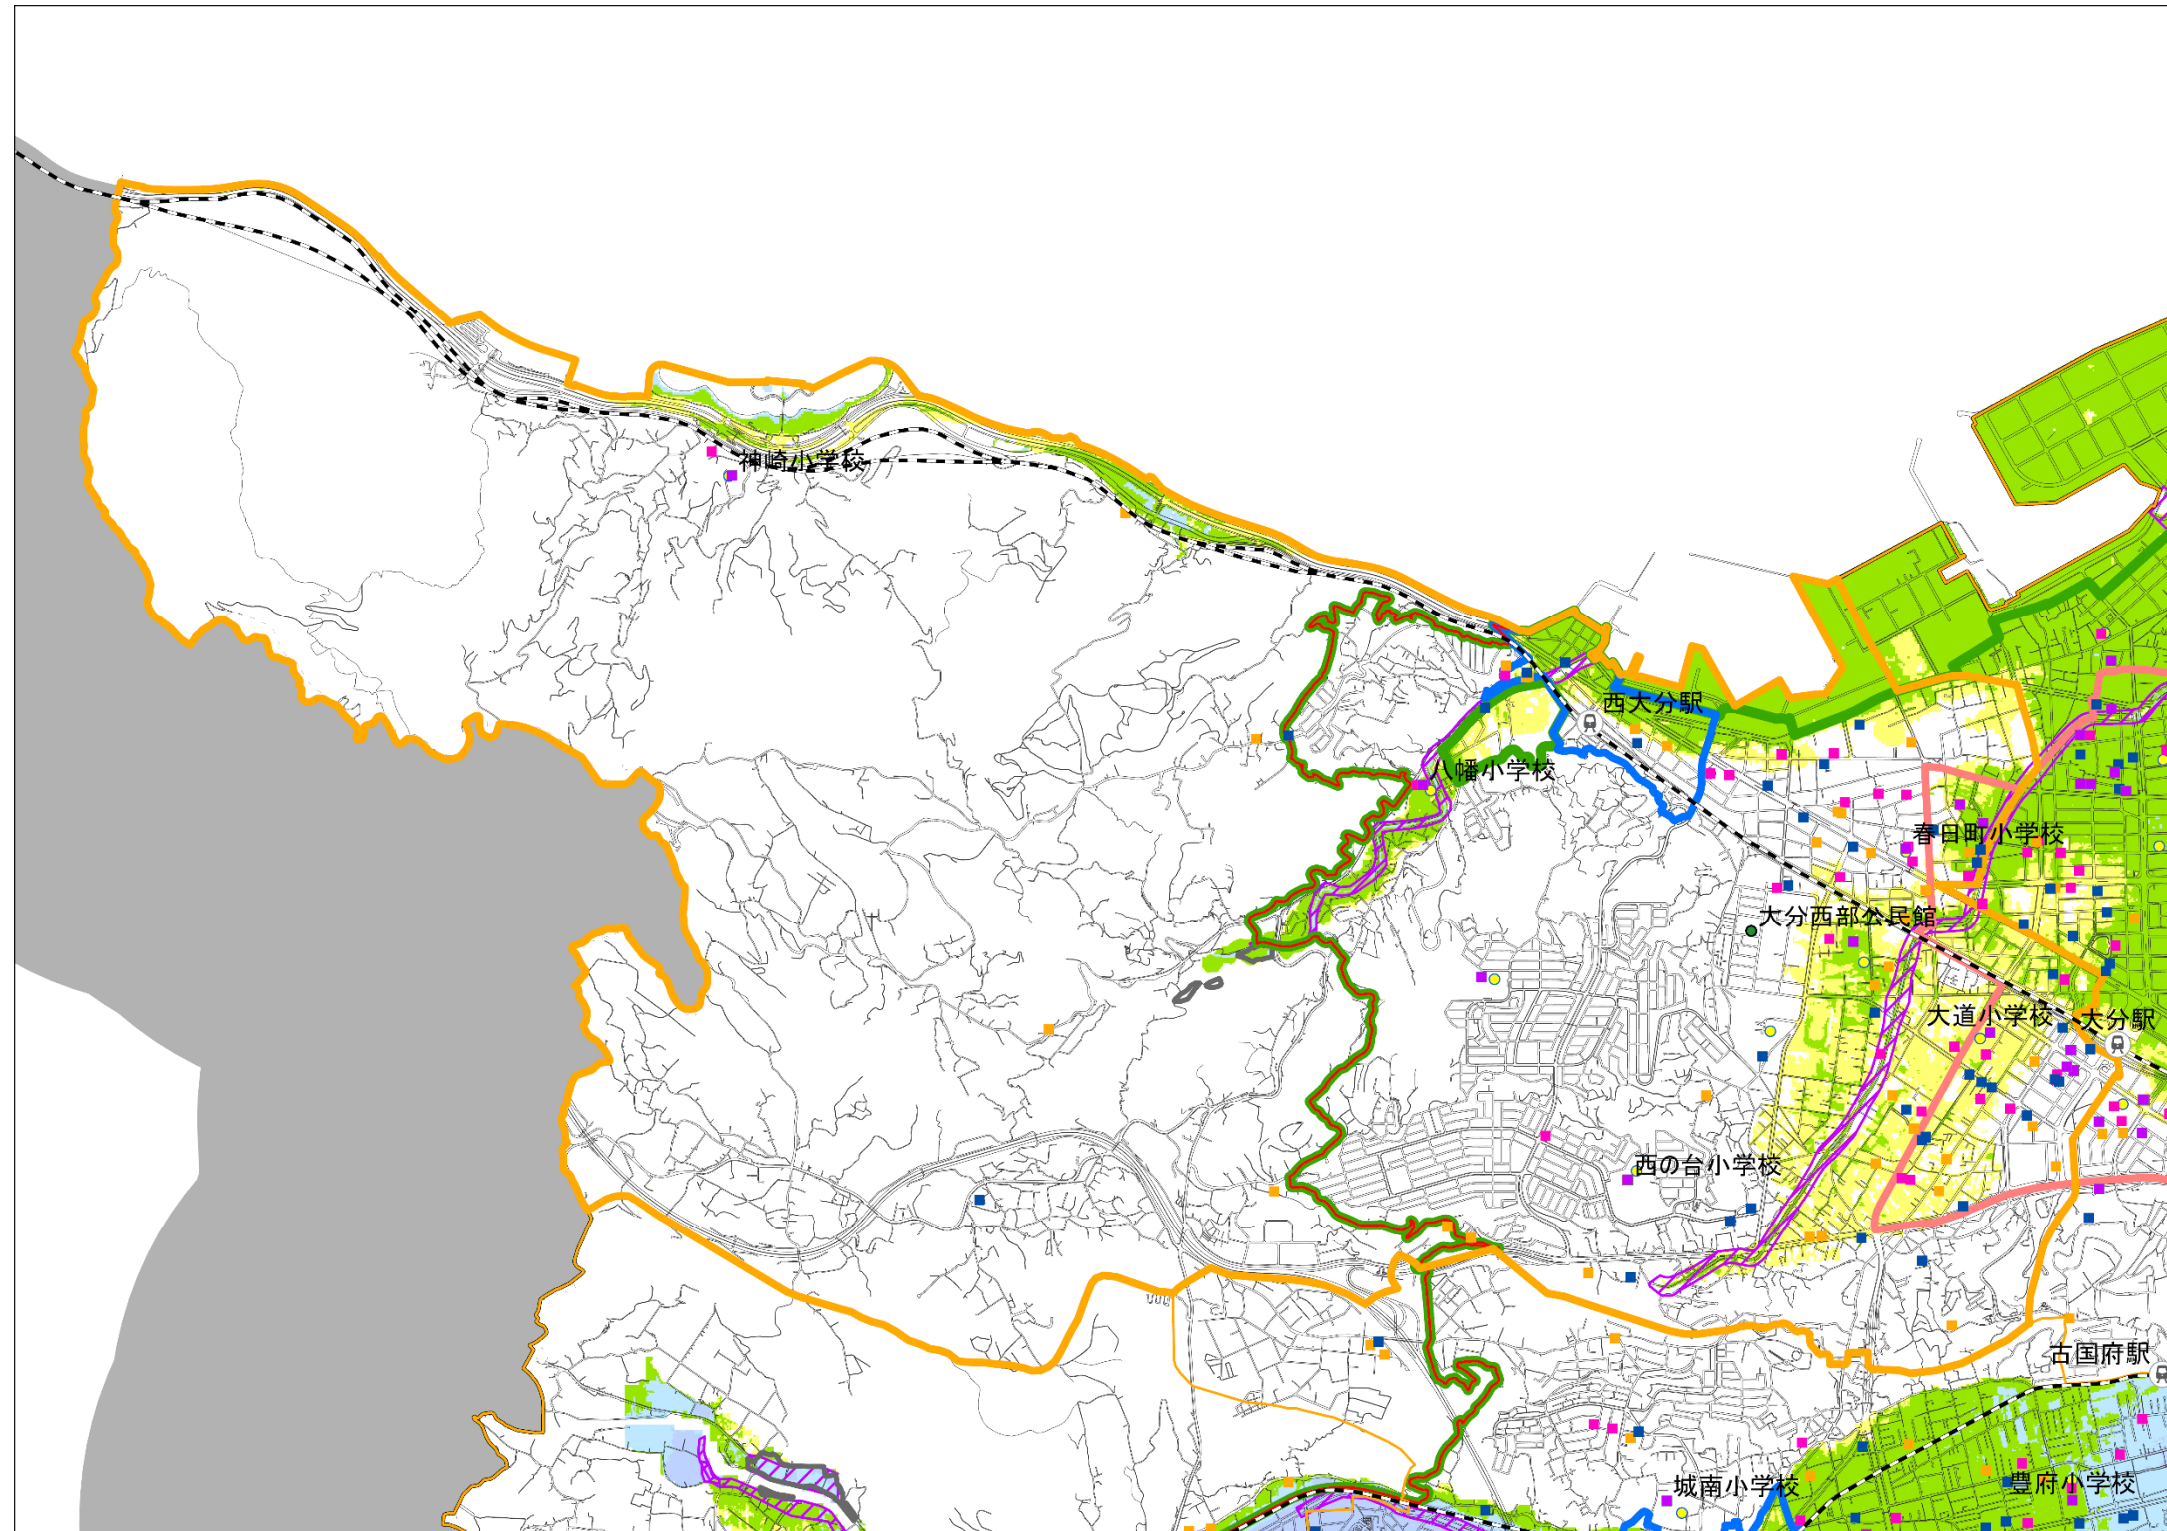 神崎小学校
西大分駅
八幡小学校
春日町小学校
大分西部公民館
大道小学校
大分駅
西の台小学校
古国府駅
城南小学校
豊府小学校